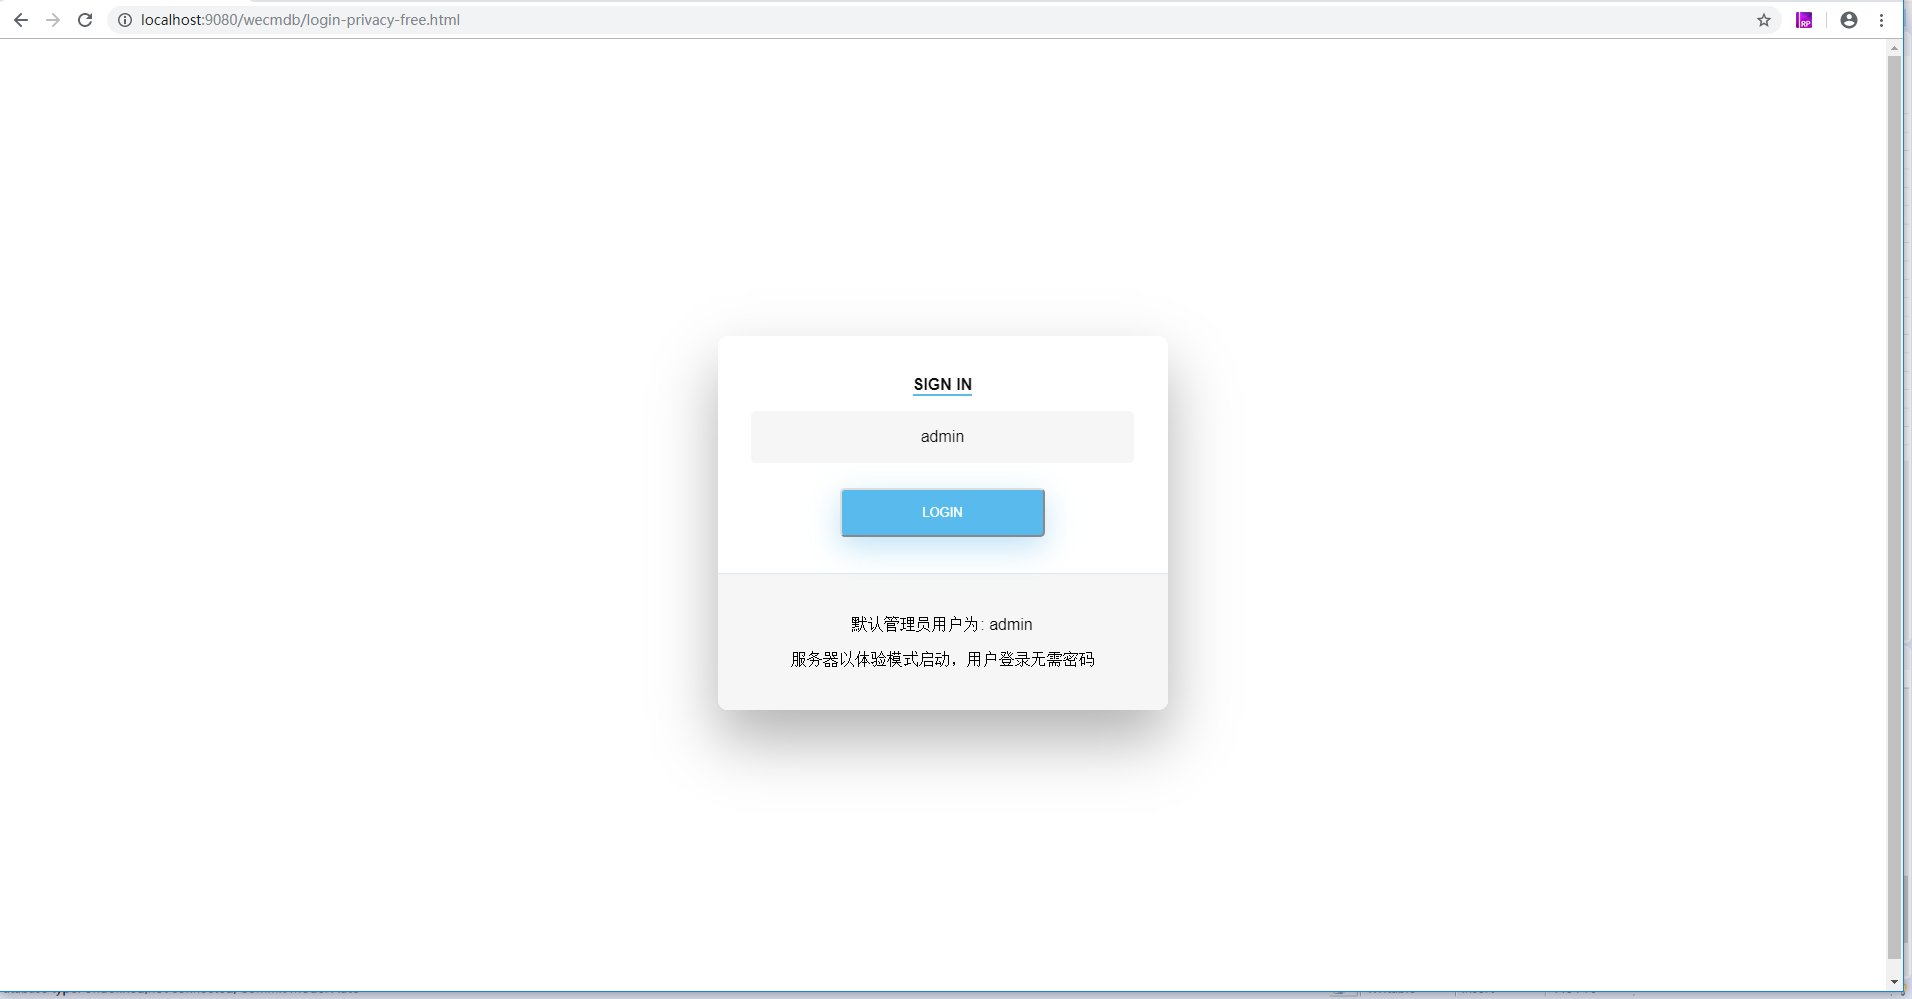 localhost:9080/wecmdb/login-privacy-free.html
RP
SIGN IN
admin
LOGIN
默认管理员用户为: admin
服务器以体验模式启动，用户登录无需密码